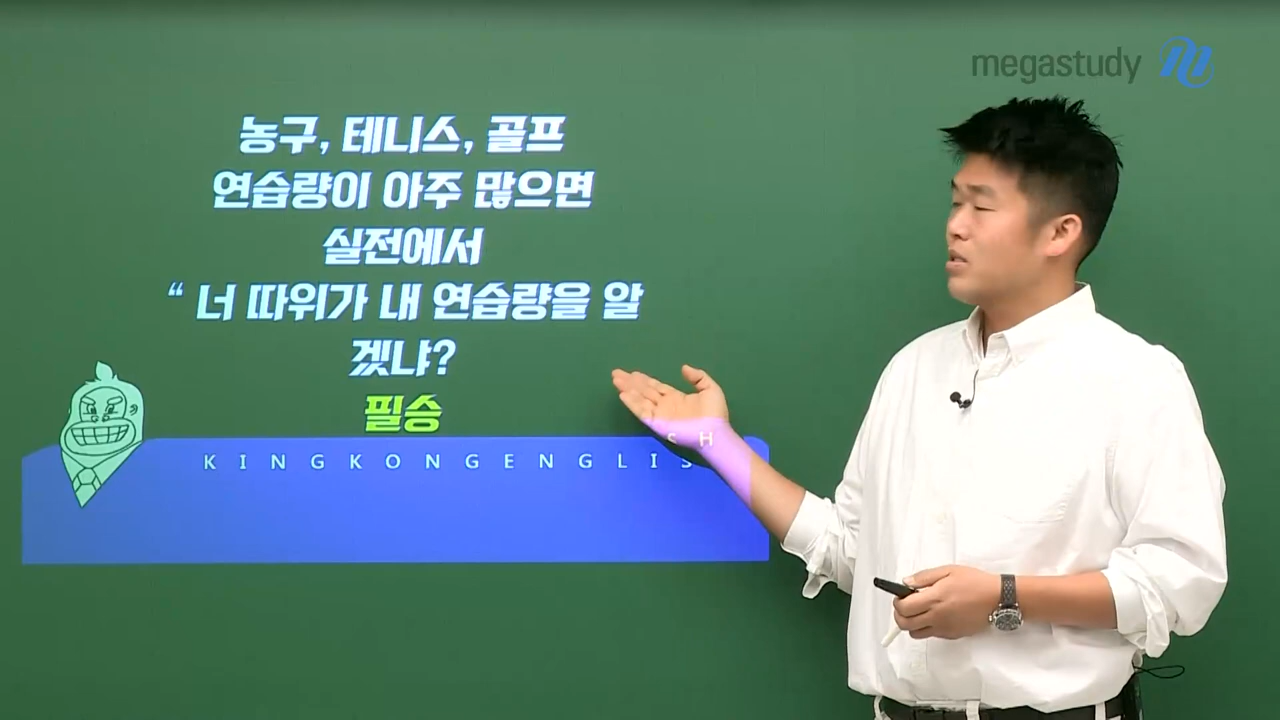 megastudy
농구, 테니스, 골프
연습량이 아주 많으면
실전에서
“ 너 따위가 내 연습량을 알
겠냐?
필승
KINGKONGENGLISH